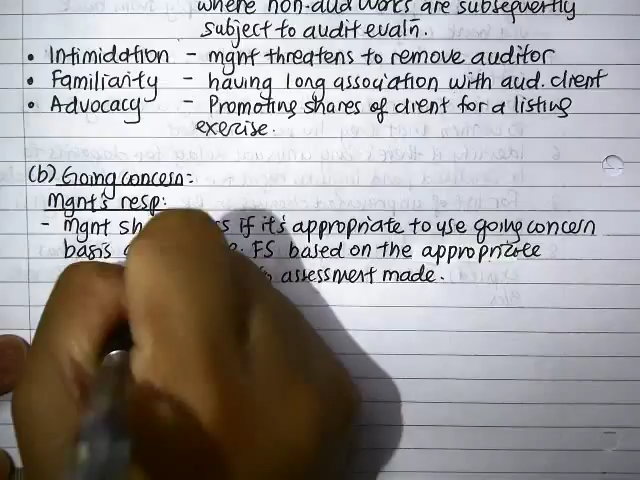 where non-aud works are subsequently
subject to audit evaln.
• Intimidation - mgnt threatens to remove auditor
• Familiarity - having long association with aud. client
• Advocacy - Promoting shares of client for a listing
exercise.
(b) Going concern:
Mgnt's resp:
- Mgnt sh if it's appropriate to use going concern
basis FS based on the appropriate
assessment made.